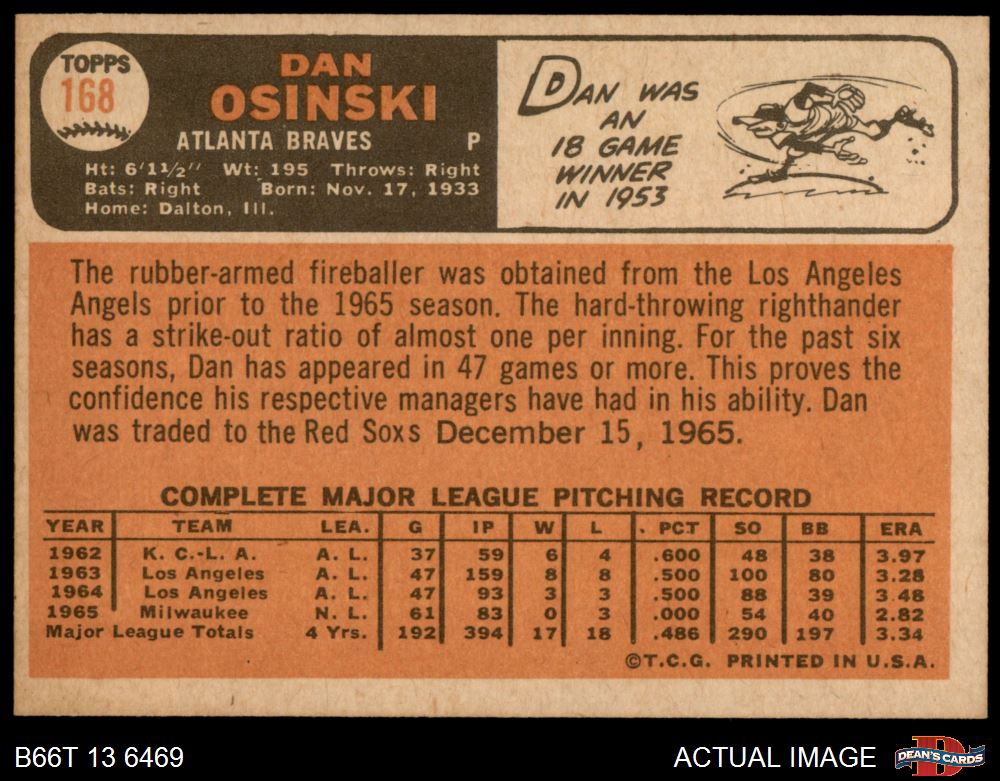 TOPPS
168
DAN
OSINSKI
ATLANTA BRAVES P
Ht: 6'11/2" Wt: 195 Throws: Right
Bats: Right Born: Nov. 17, 1933
Home: Dalton, Ill.
DAN WAS
AN
18 GAME
WINNER
IN 1953
The rubber-armed fireballer was obtained from the Los Angeles
Angels prior to the 1965 season. The hard-throwing righthander
has a strike-out ratio of almost one per inning. For the past six
seasons, Dan has appeared in 47 games or more. This proves the
confidence his respective managers have had in his ability. Dan
was traded to the Red Soxs December 15, 1965.
COMPLETE MAJOR LEAGUE PITCHING RECORD
YEAR TEAM LEA. G IP W L PCT SO BB ERA
1962 K. C.-L. A. A. L. 37 59 6 4 .600 48 38 3.97
1963 Los Angeles A. L. 47 159 8 8 .500 100 80 3.28
1964 Los Angeles A. L. 47 93 3 3 .500 88 39 3.48
1965 Milwaukee N. L. 61 83 0 3 .000 54 40 2.82
Major League Totals 4 Yrs. 192 394 17 18 .486 290 197 3.34
©T.C.G. PRINTED IN U.S.A.
B66T 13 6469
ACTUAL IMAGE
D
DEAN'S CARDS